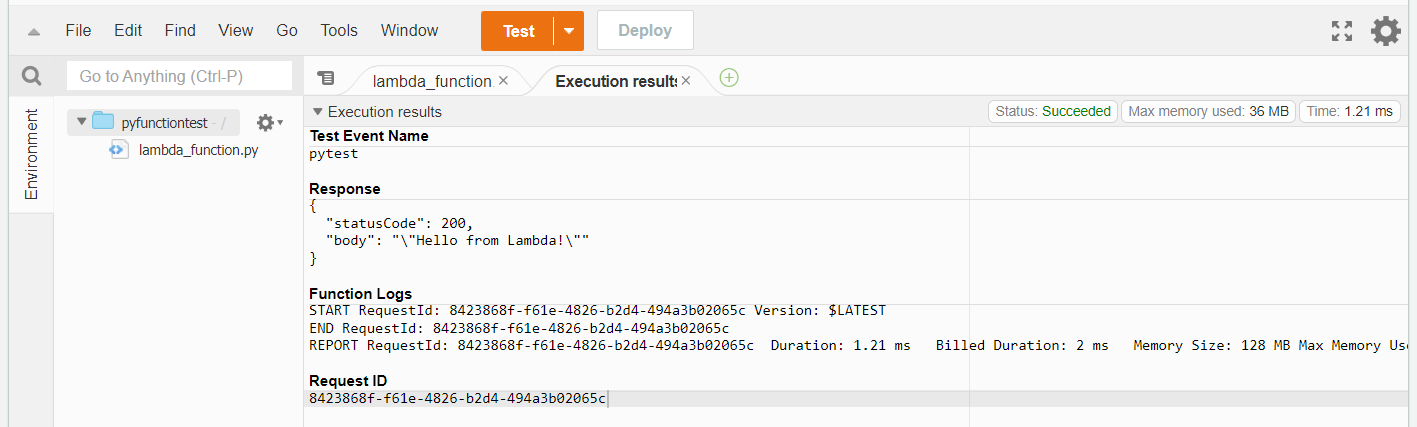 File Edit Find View Go Tools Window Test Deploy
Go to Anything (Ctrl-P)
lambda_function
Execution results
Environment
pyfunctiontest - /
lambda_function.py
Execution results
Status: Succeeded
Max memory used: 36 MB
Time: 1.21 ms
Test Event Name
pytest
Response
{
"statusCode": 200,
"body": "\"Hello from Lambda!\""
}
Function Logs
START RequestId: 8423868f-f61e-4826-b2d4-494a3b02065c Version: $LATEST
END RequestId: 8423868f-f61e-4826-b2d4-494a3b02065c
REPORT RequestId: 8423868f-f61e-4826-b2d4-494a3b02065c Duration: 1.21 ms Billed Duration: 2 ms Memory Size: 128 MB Max Memory Use
Request ID
8423868f-f61e-4826-b2d4-494a3b02065c